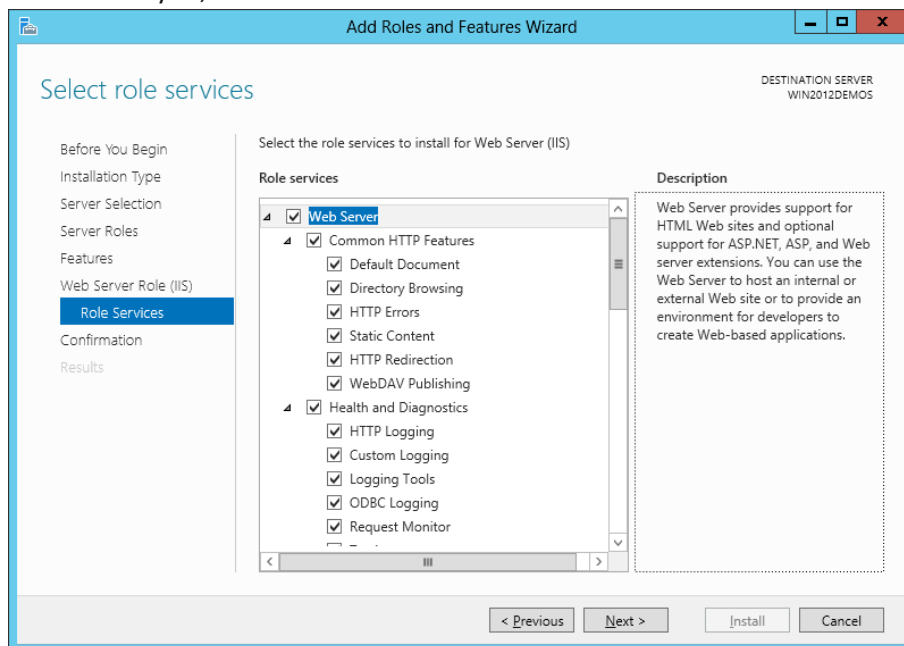 Add Roles and Features Wizard
Select role services
DESTINATION SERVER
WIN2012DEMOS
Before You Begin
Installation Type
Server Selection
Server Roles
Features
Web Server Role (IIS)
Role Services
Confirmation
Results
Select the role services to install for Web Server (IIS)
Role services
Web Server
Common HTTP Features
Default Document
Directory Browsing
HTTP Errors
Static Content
HTTP Redirection
WebDAV Publishing
Health and Diagnostics
HTTP Logging
Custom Logging
Logging Tools
ODBC Logging
Request Monitor
Description
Web Server provides support for
HTML Web sites and optional
support for ASP.NET, ASP, and Web
server extensions. You can use the
Web Server to host an internal or
external Web site or to provide an
environment for developers to
create Web-based applications.
< Previous
Next >
Install
Cancel